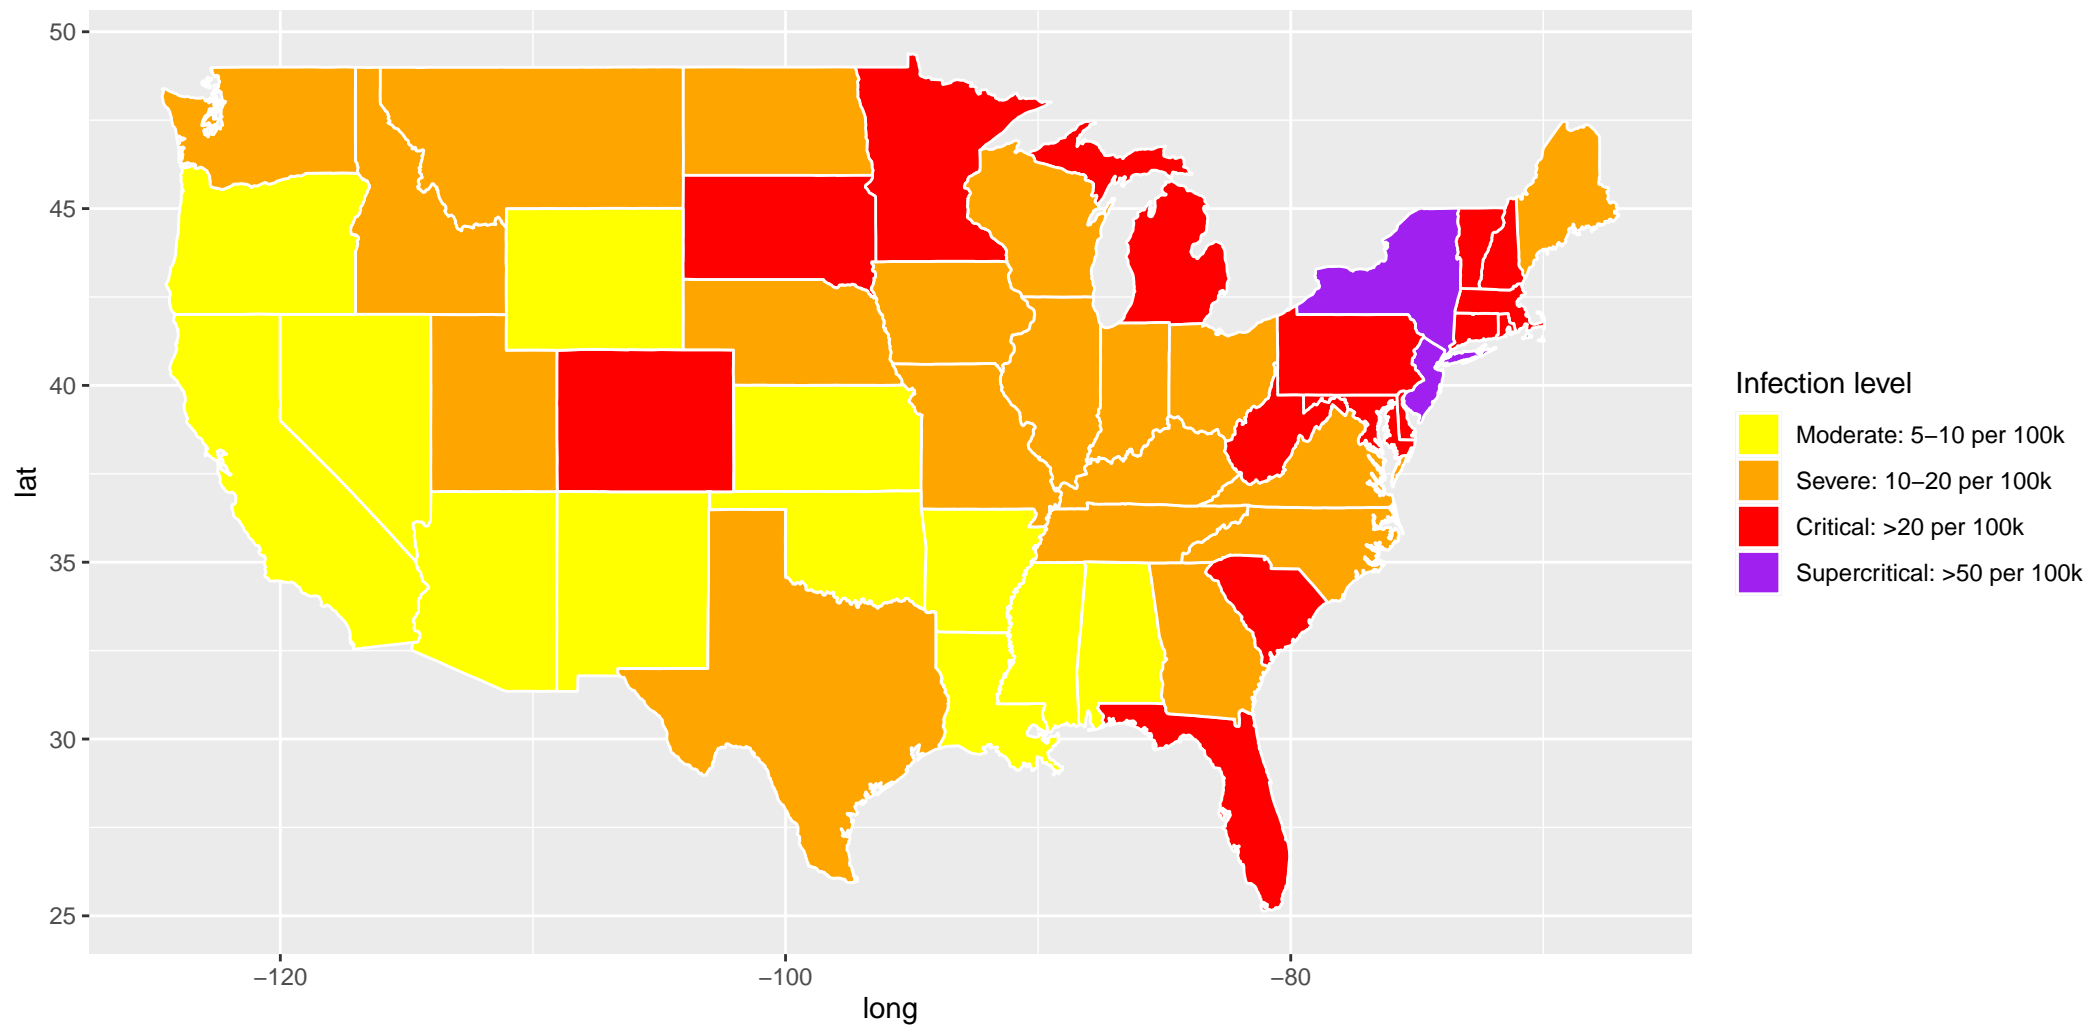 50
45
40
35
30
25
lat
−120
−100
−80
long
Infection level
Moderate: 5−10 per 100k
Severe: 10−20 per 100k
Critical: >20 per 100k
Supercritical: >50 per 100k